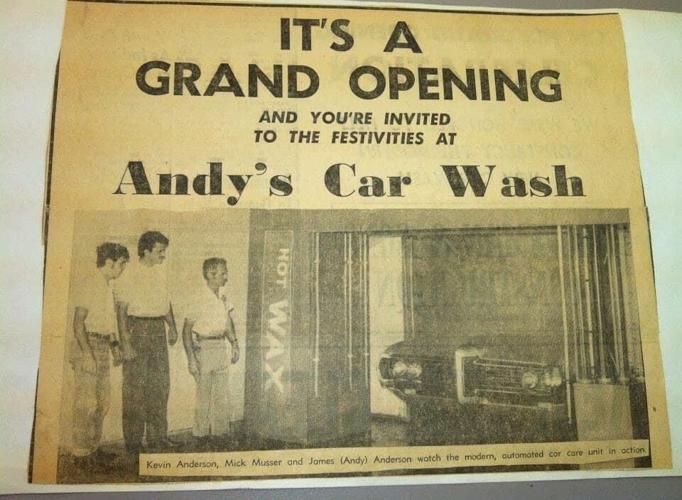 IT'S A
GRAND OPENING
AND YOU'RE INVITED
TO THE FESTIVITIES AT
Andy's Car Wash
HOT WAX
Kevin Anderson, Mick Musser and James (Andy) Anderson watch the modern, automated car care unit in action.